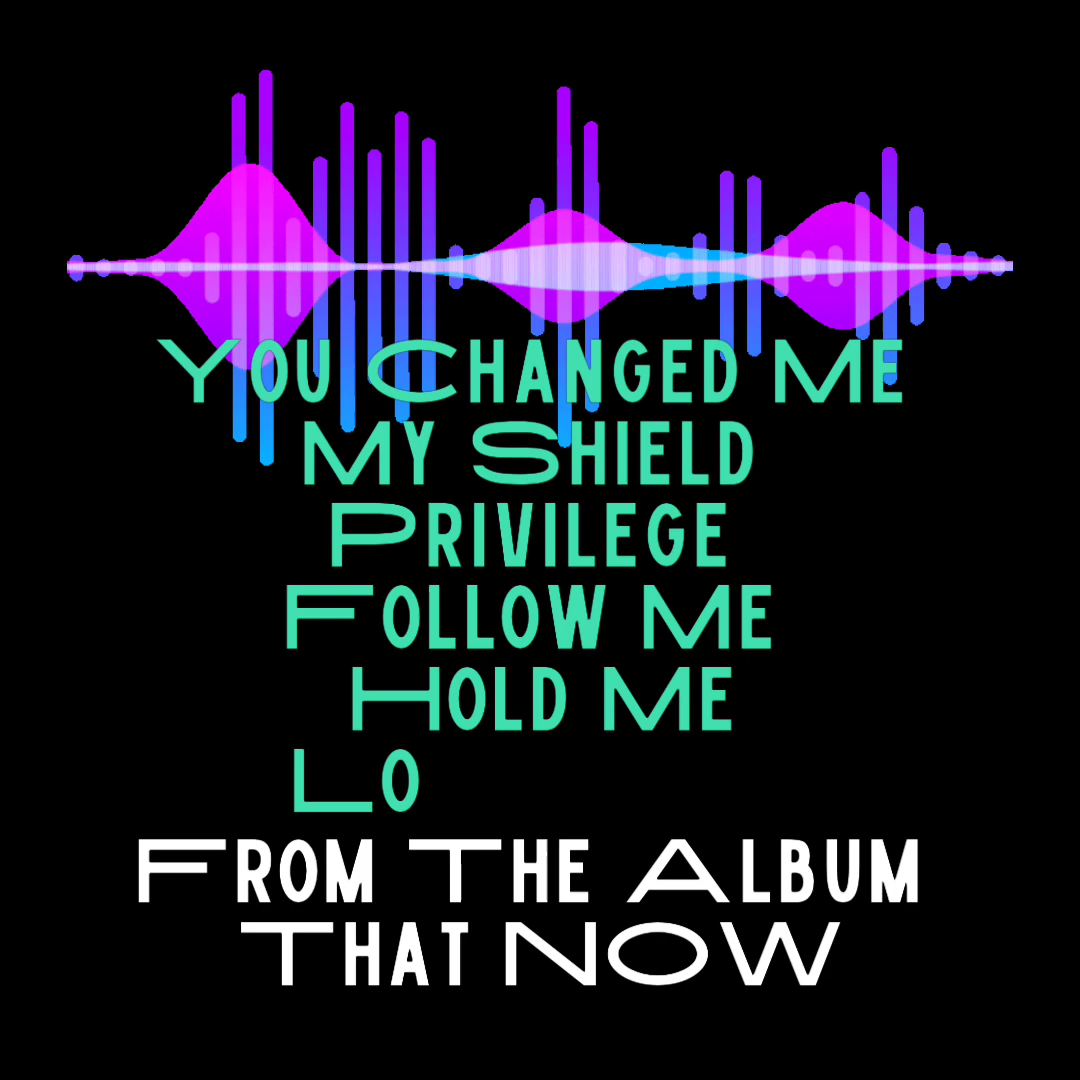 You Changed Me
My Shield
Privilege
Follow Me
Hold Me
Lo
From The Album
That NOW